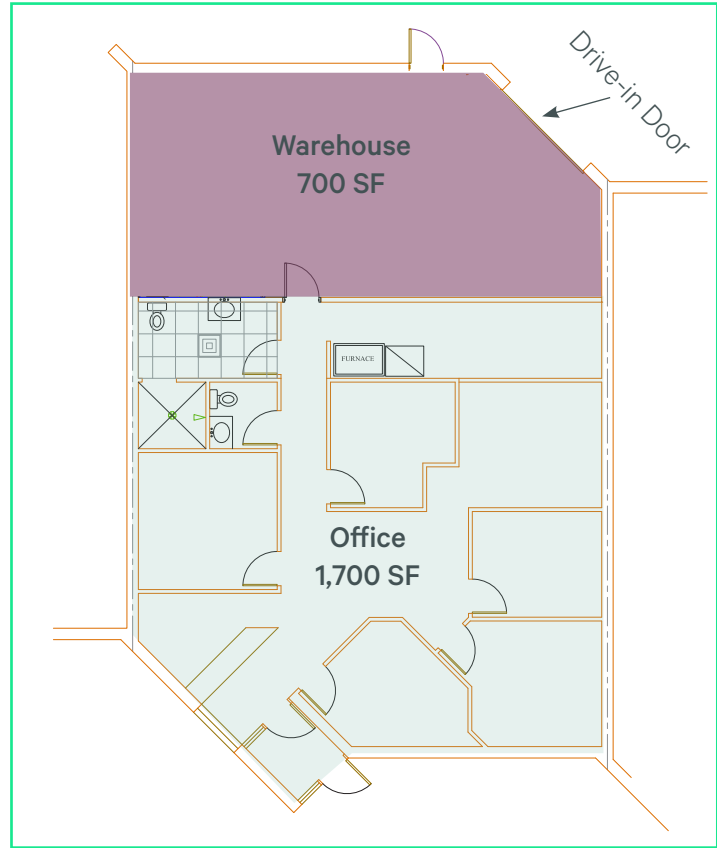 Drive-in Door
Warehouse
700 SF
FURNACE
Office
1,700 SF